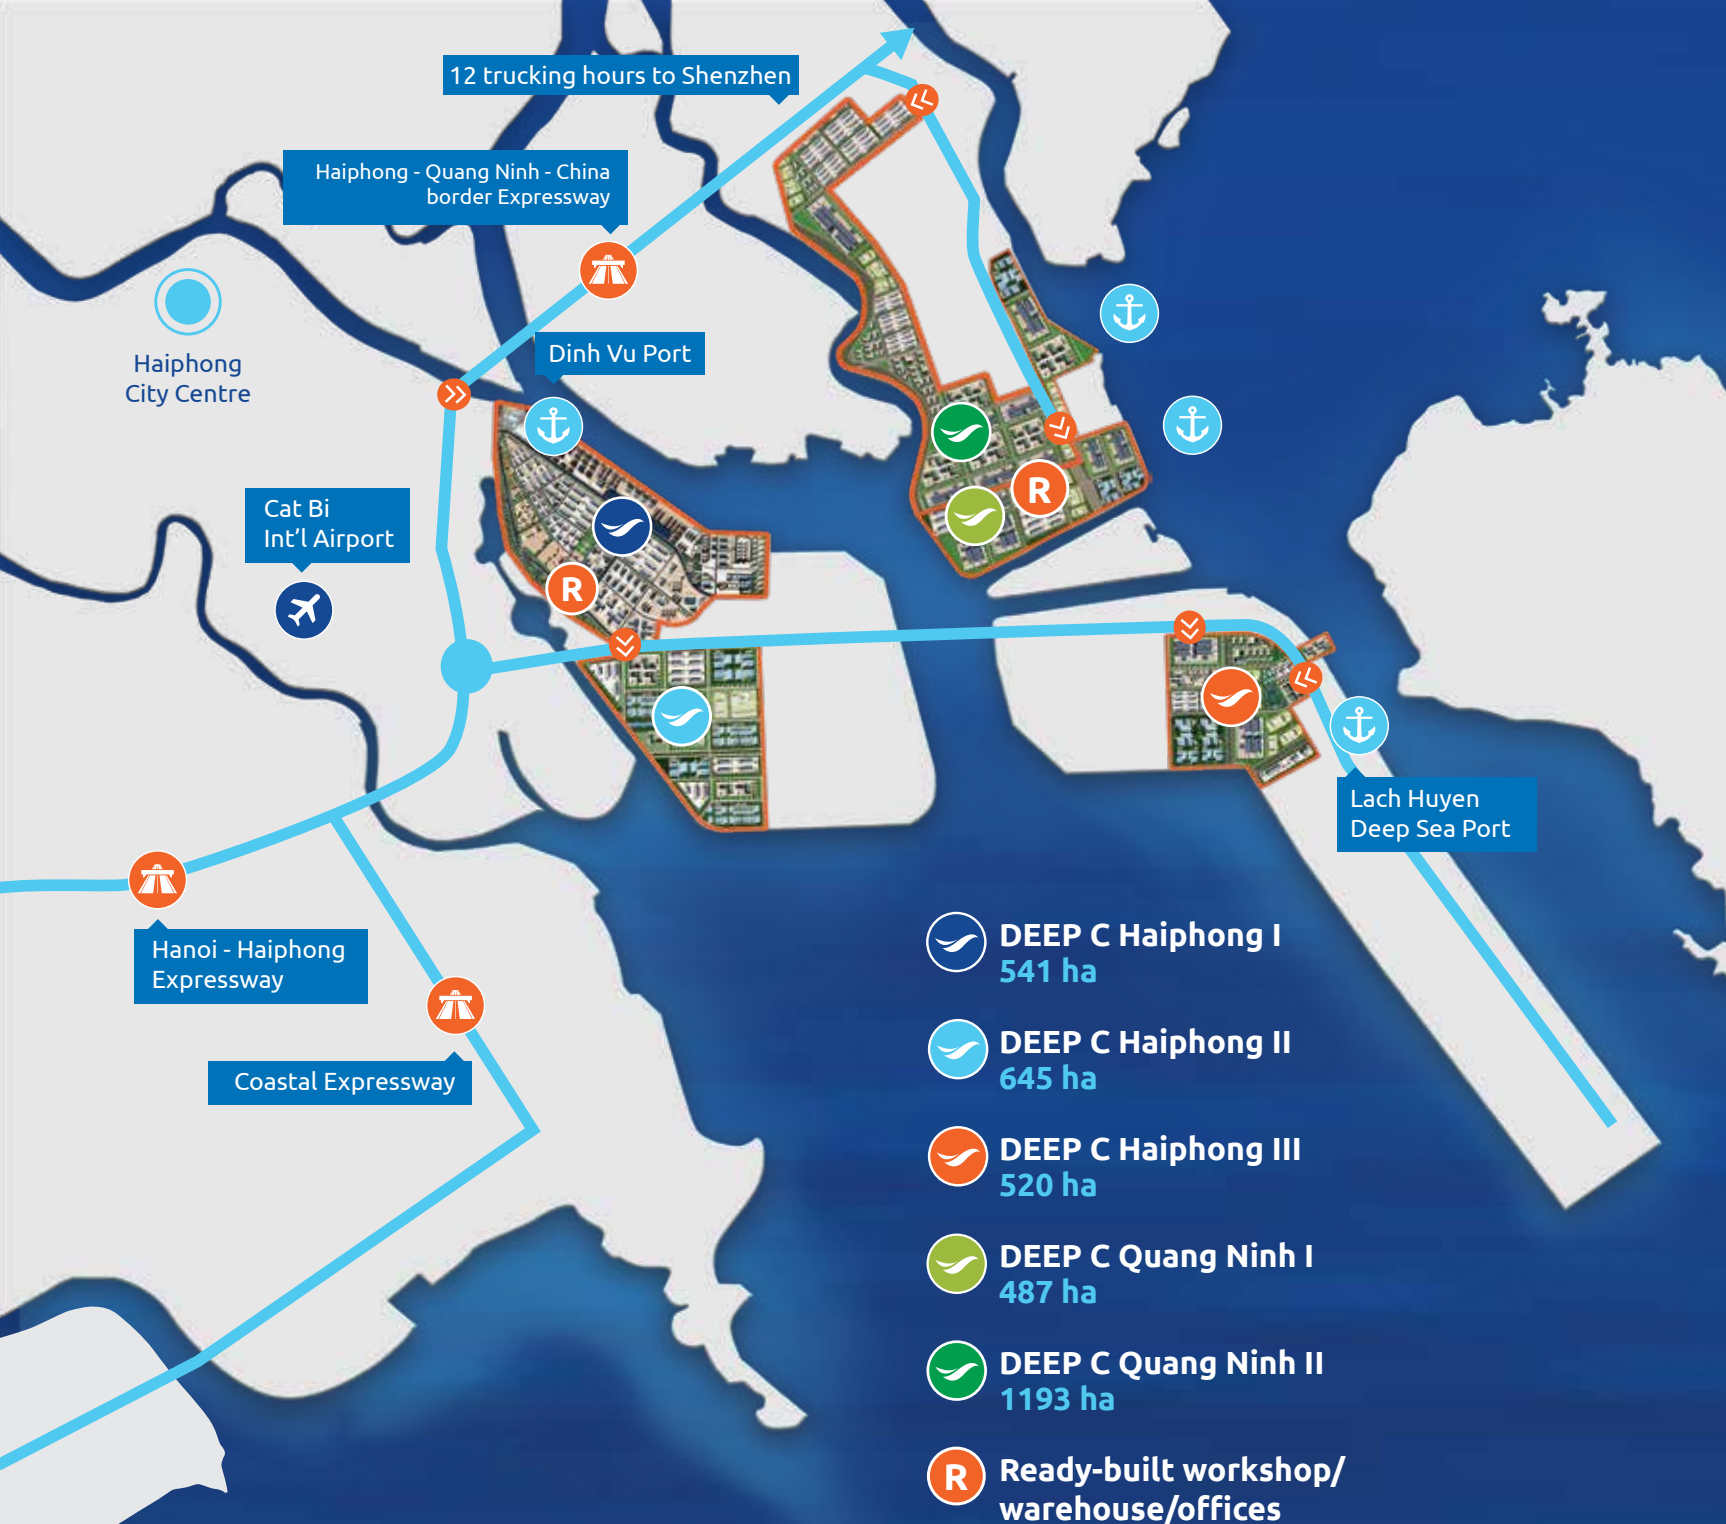 12 trucking hours to Shenzhen
Haiphong - Quang Ninh - China
border Expressway
Haiphong
City Centre
Dinh Vu Port
Cat Bi
Int’l Airport
R
R
Lach Huyen
Deep Sea Port
Hanoi - Haiphong
Expressway
Coastal Expressway
DEEP C Haiphong I
541 ha
DEEP C Haiphong II
645 ha
DEEP C Haiphong III
520 ha
DEEP C Quang Ninh I
487 ha
DEEP C Quang Ninh II
1193 ha
R
Ready-built workshop/
warehouse/offices